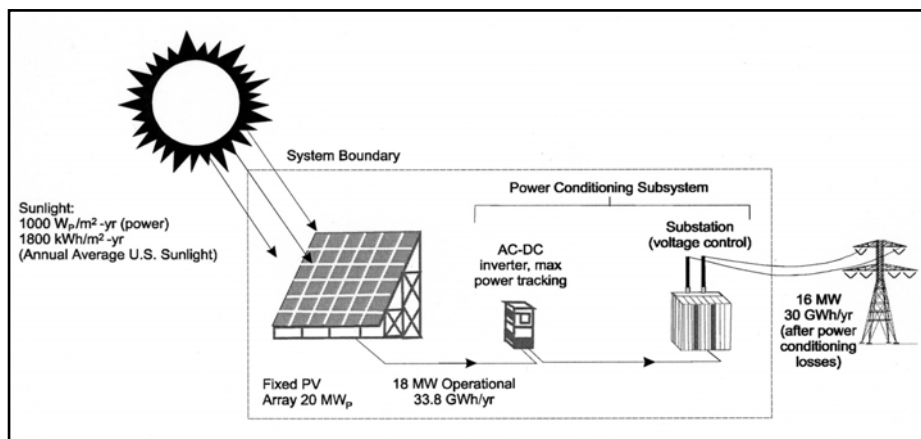 System Boundary
Power Conditioning Subsystem
Sunlight:
1000 Wₚ/m²-yr (power)
1800 kWh/m²-yr
(Annual Average U.S. Sunlight)
AC-DC
inverter, max
power tracking
Substation
(voltage control)
16 MW
30 GWh/yr
(after power
conditioning
losses)
Fixed PV
Array 20 MWₚ
18 MW Operational
33.8 GWh/yr